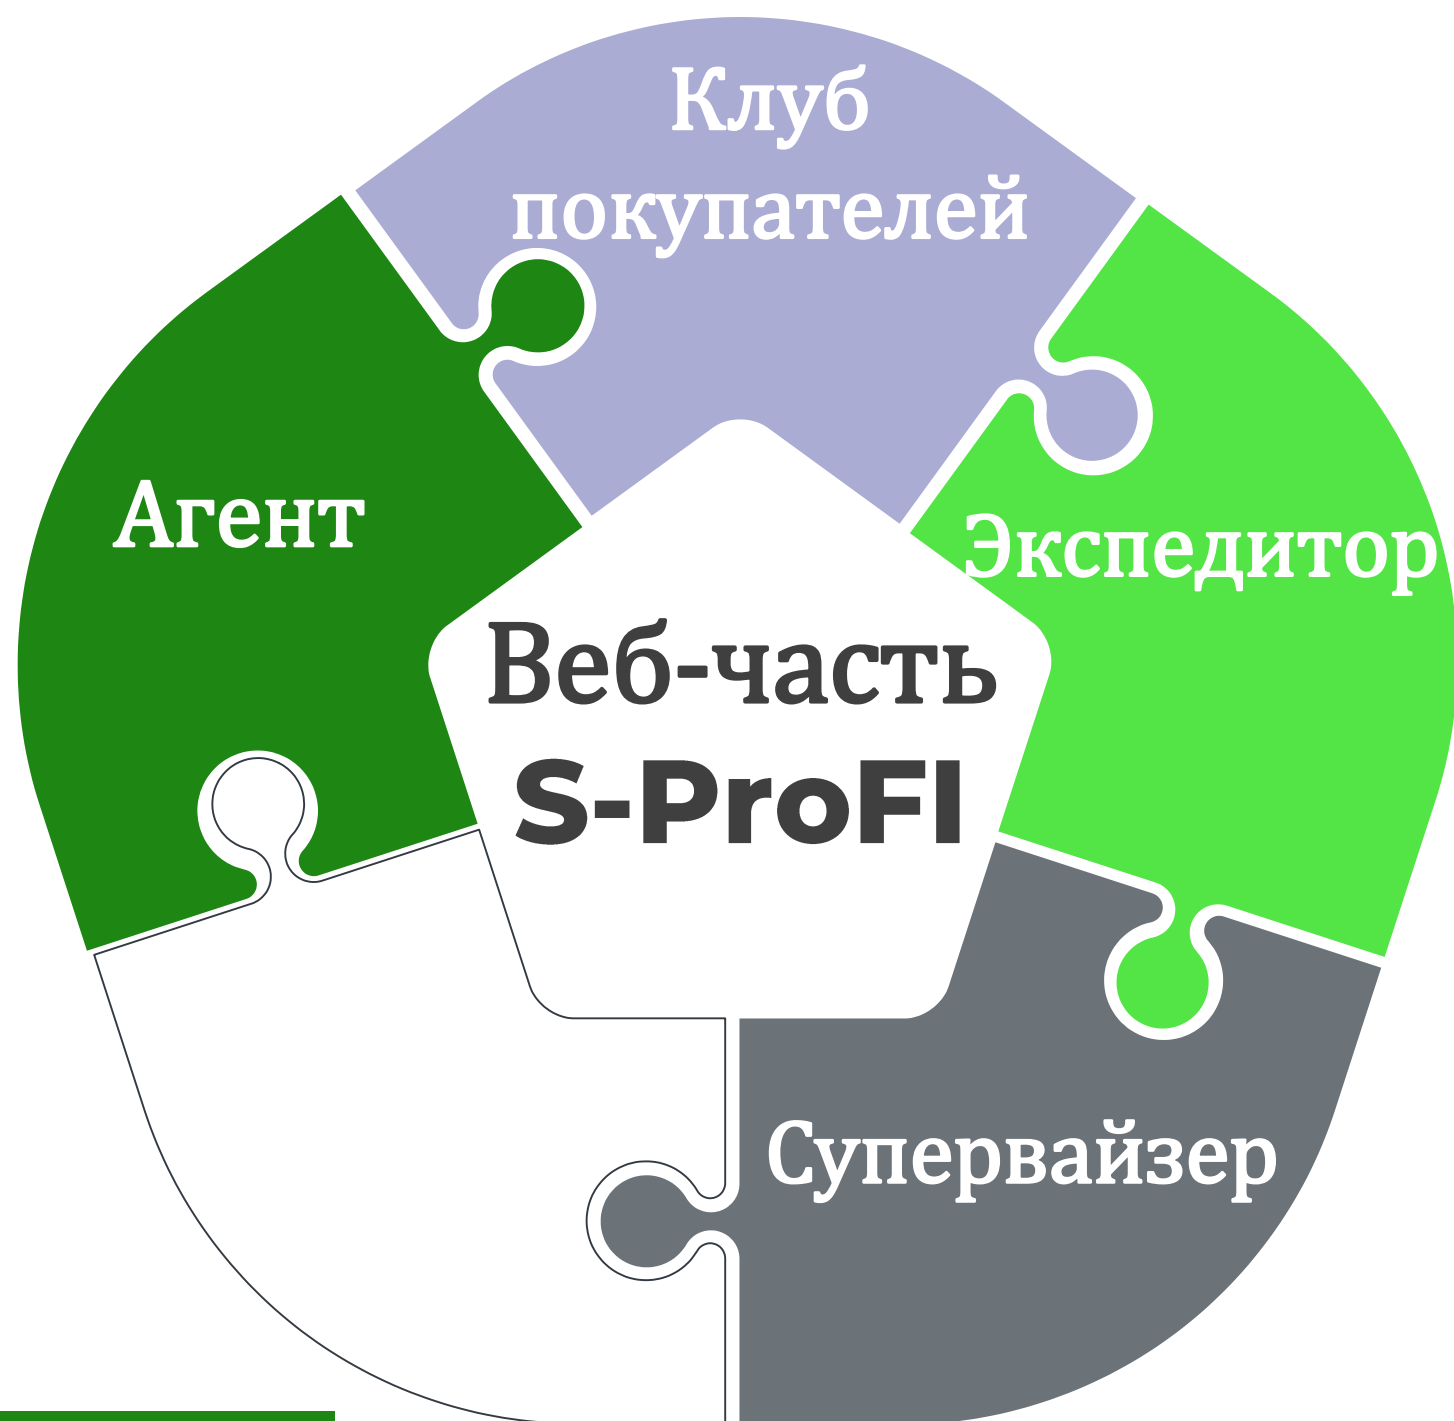 Клуб
покупателей
Агент
Экспедитор
Веб-часть
S-ProFI
Супервайзер